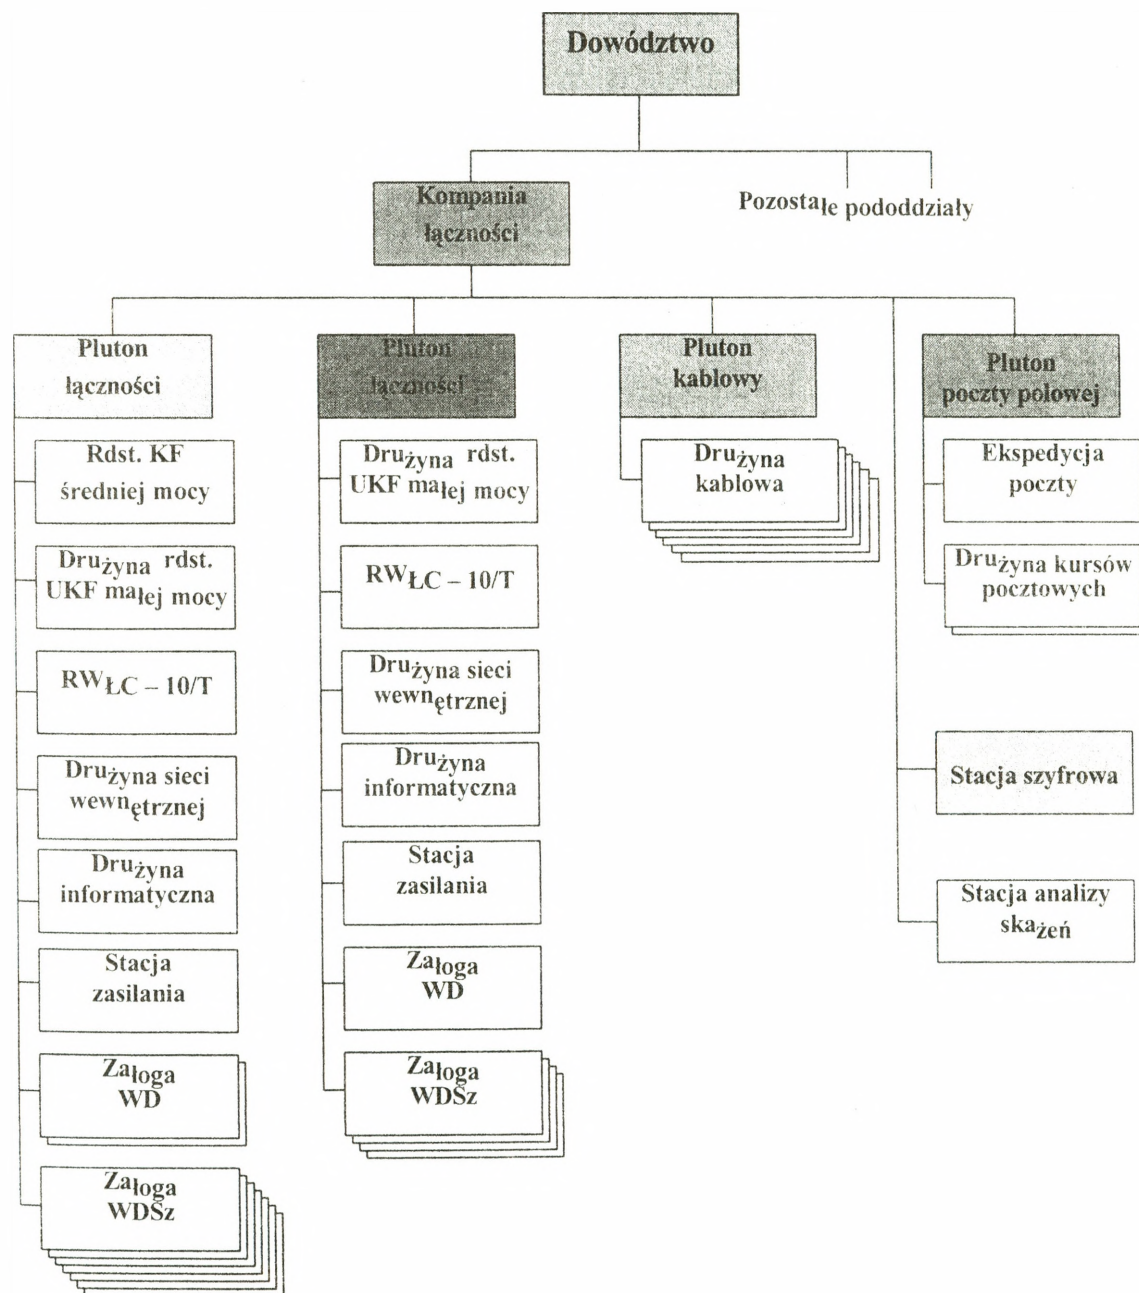 Dowództwo
Kompania
łączności
Pozostałe pododdziały
Pluton
łączności
Rdst. KF
średniej mocy
Drużyna rdst.
UKF małej mocy
RWŁC – 10/T
Drużyna sieci
wewnętrznej
Drużyna
informatyczna
Stacja
zasilania
Załoga
WD
Załoga
WDSz
Pluton
łączności
Drużyna rdst.
UKF małej mocy
RWŁC – 10/T
Drużyna sieci
wewnętrznej
Drużyna
informatyczna
Stacja
zasilania
Załoga
WD
Załoga
WDSz
Pluton
kablowy
Drużyna
kablowa
Pluton
poczty polowej
Ekspedycja
poczty
Drużyna kursów
pocztowych
Stacja szyfrowa
Stacja analizy
skażeń